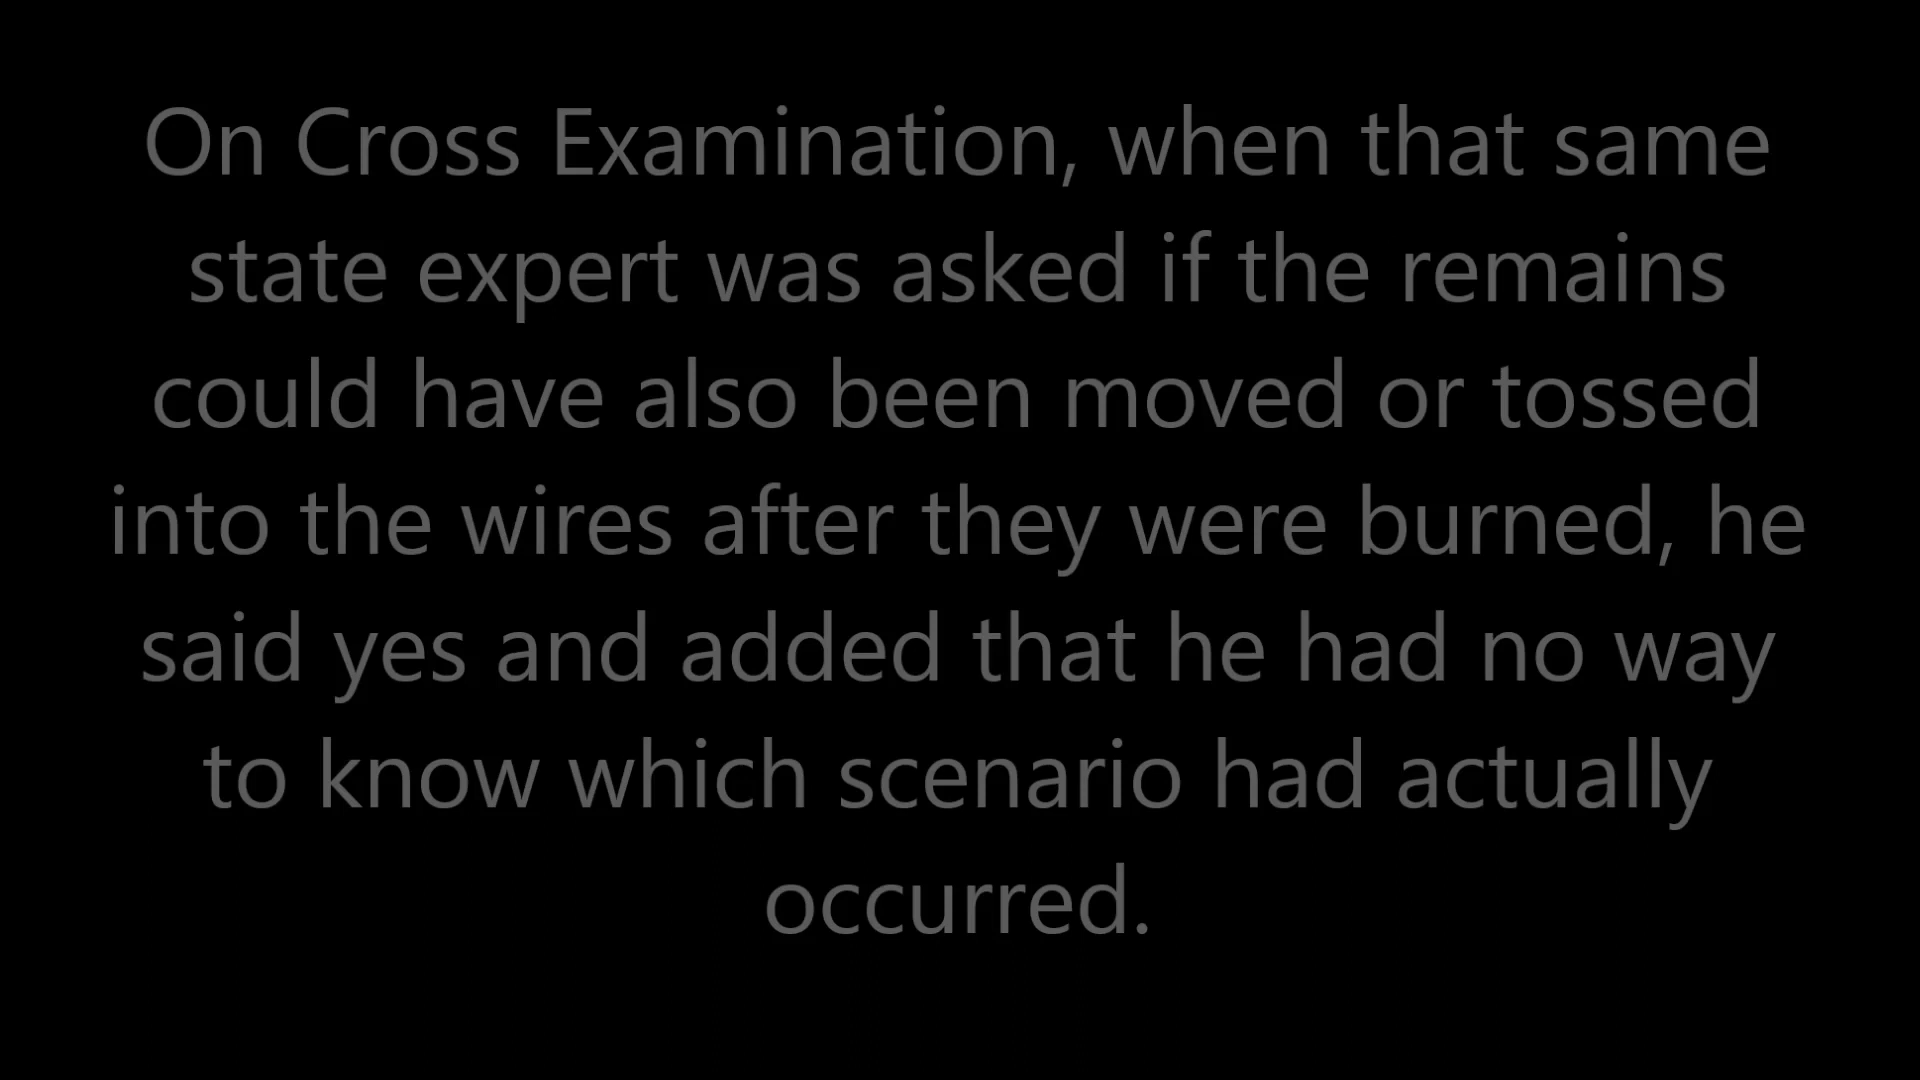 On Cross Examination, when that same
state expert was asked if the remains
could have also been moved or tossed
into the wires after they were burned, he
said yes and added that he had no way
to know which scenario had actually
occurred.